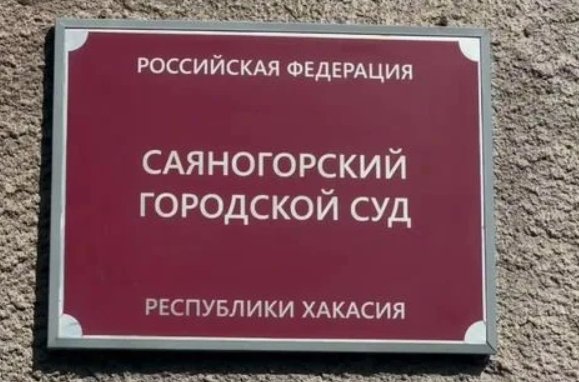 РОССИЙСКАЯ ФЕДЕРАЦИЯ
САЯНОГОРСКИЙ
ГОРОДСКОЙ СУД
РЕСПУБЛИКИ ХАКАСИЯ